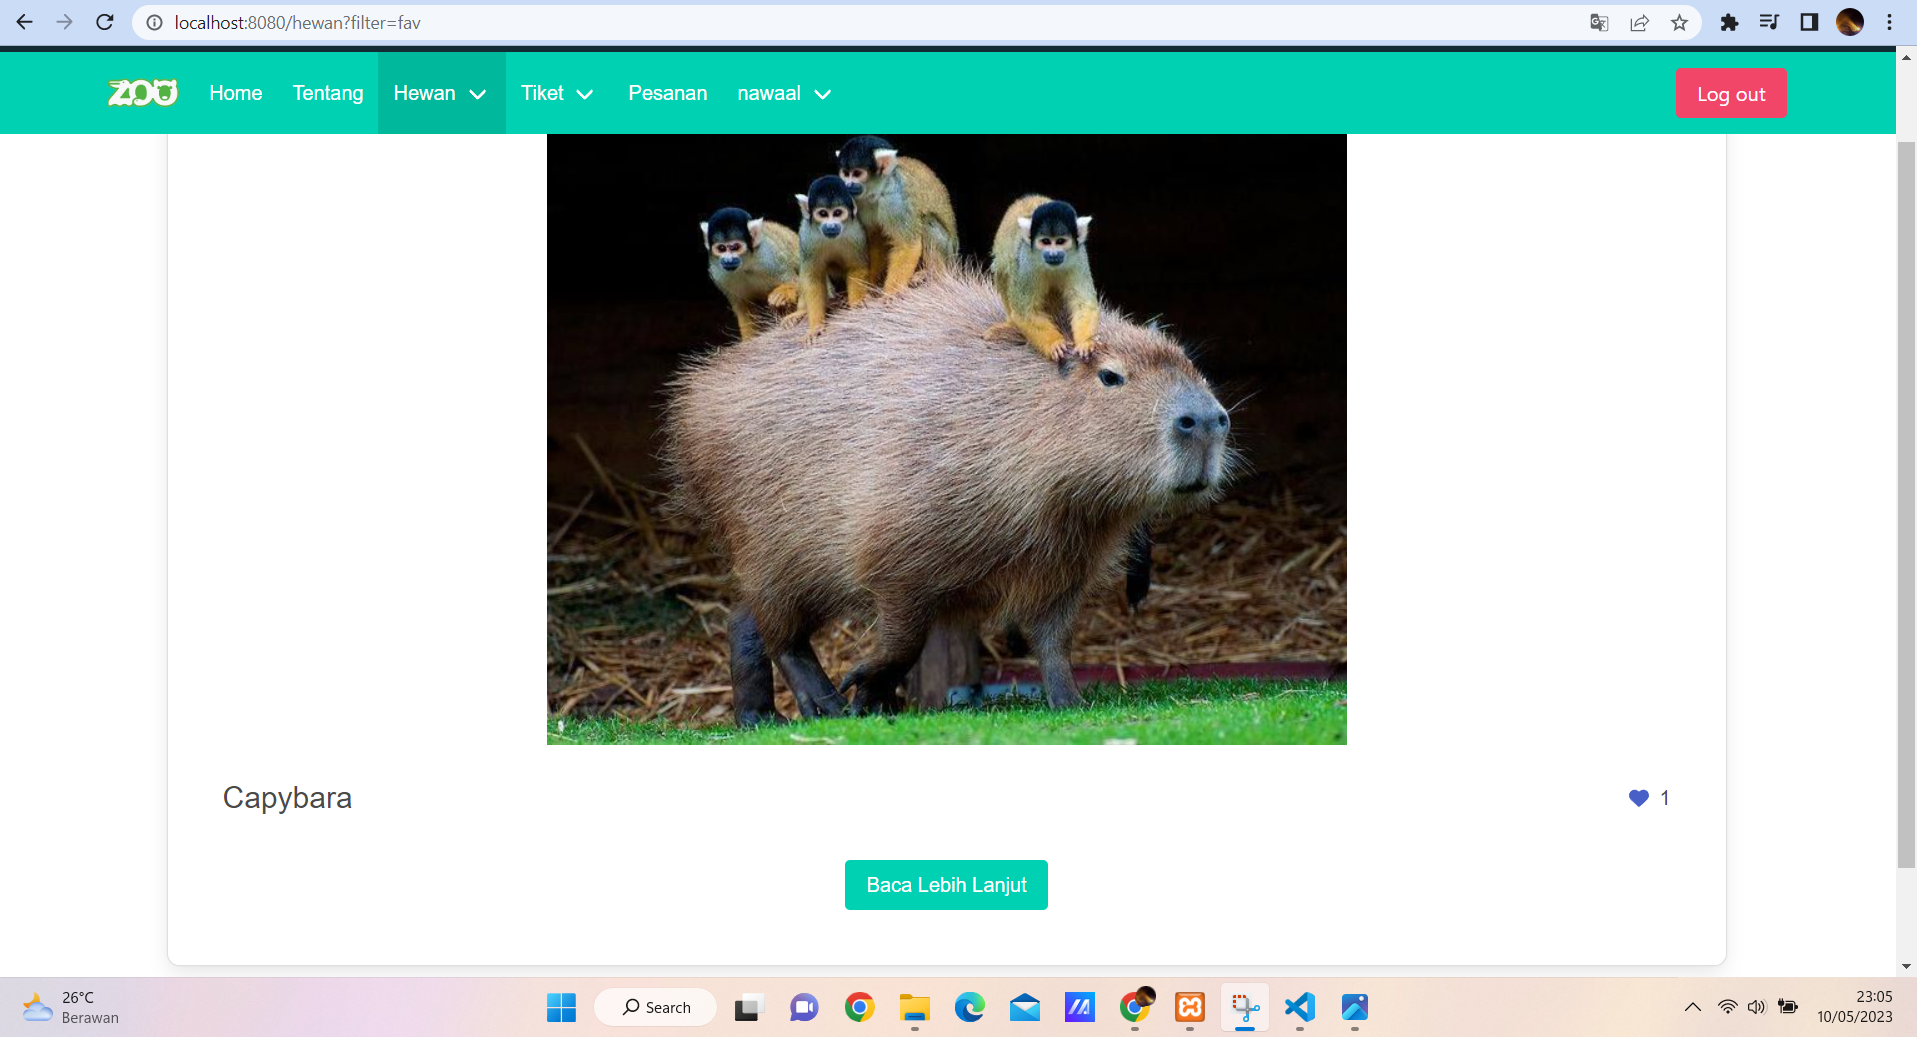 localhost:8080/hewan?filter=fav
ZOO Home Tentang Hewan Tiket Pesanan nawaal Log out
Capybara 1
Baca Lebih Lanjut
26°C
Berawan
Search
23:05
10/05/2023